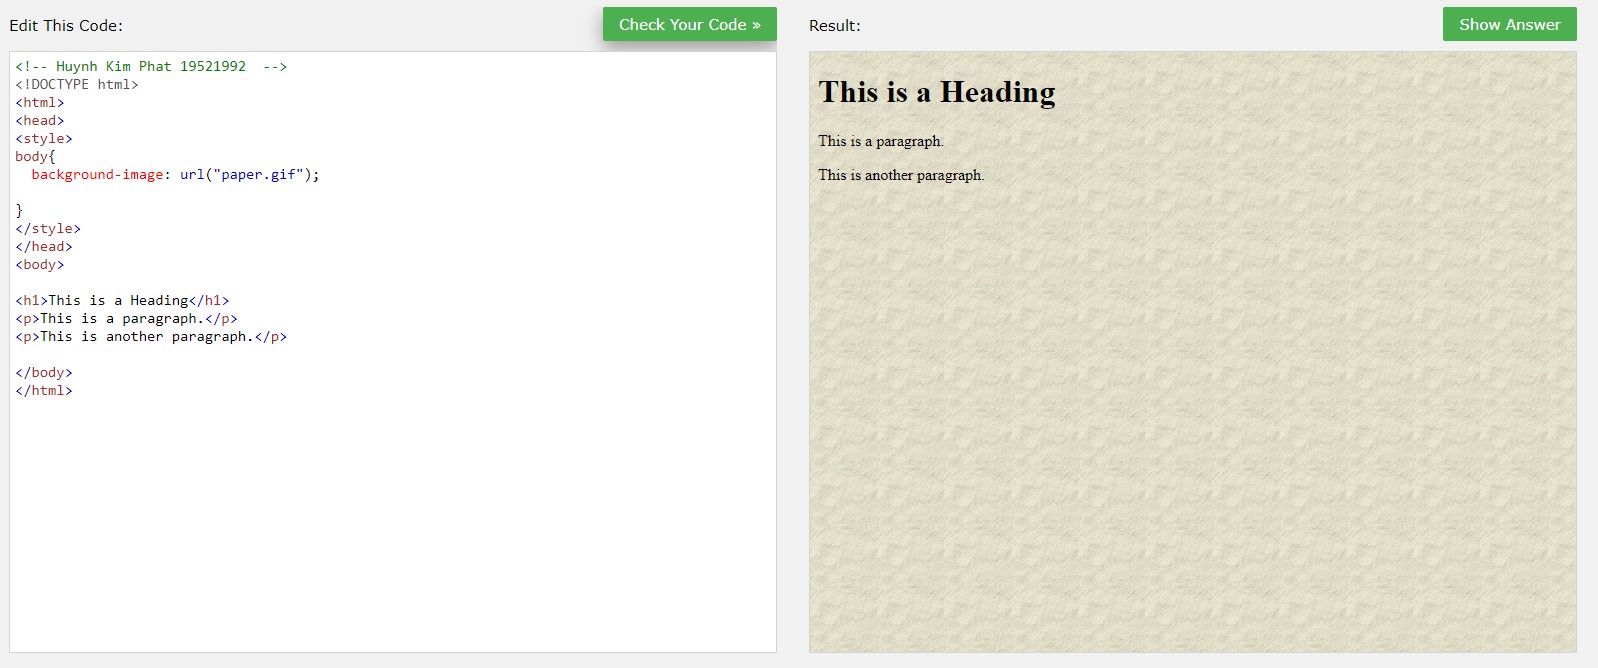 Edit This Code:
Check Your Code »
<!-- Huynh Kim Phat 19521992  -->
<!DOCTYPE html>
<html>
<head>
<style>
body{
  background-image: url("paper.gif");
}
</style>
</head>
<body>
<h1>This is a Heading</h1>
<p>This is a paragraph.</p>
<p>This is another paragraph.</p>
</body>
</html>
Result:
Show Answer
This is a Heading
This is a paragraph.
This is another paragraph.